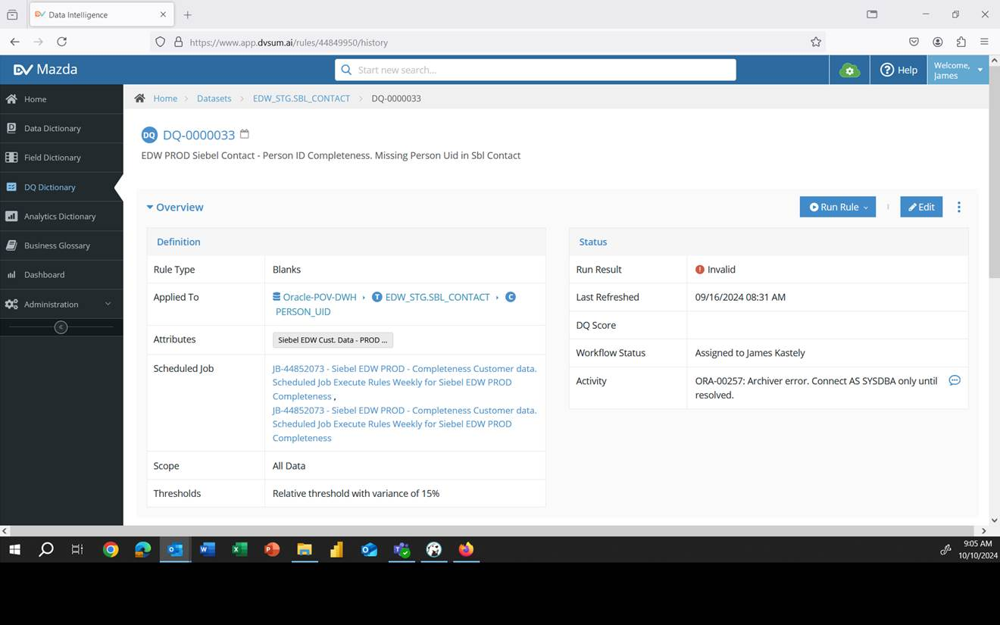 Data Intelligence
https://www.app.dvsum.ai/rules/44849950/history
DV Mazda
Start new search...
Help
Welcome,
James
Home
Data Dictionary
Field Dictionary
DQ Dictionary
Analytics Dictionary
Business Glossary
Dashboard
Administration
Home > Datasets > EDW_STG.SBL_CONTACT > DQ-0000033
DQ DQ-0000033
EDW PROD Siebel Contact - Person ID Completeness. Missing Person Uid in Sbl Contact
Overview
Run Rule
Edit
Definition
Rule Type Blanks
Applied To Oracle-POV-DWH T EDW_STG.SBL_CONTACT C
PERSON_UID
Attributes Siebel EDW Cust. Data - PROD ...
Scheduled Job JB-44852073 - Siebel EDW PROD - Completeness Customer data.
Scheduled Job Execute Rules Weekly for Siebel EDW PROD
Completeness ,
JB-44852073 - Siebel EDW PROD - Completeness Customer data.
Scheduled Job Execute Rules Weekly for Siebel EDW PROD
Completeness
Scope All Data
Thresholds Relative threshold with variance of 15%
Status
Run Result Invalid
Last Refreshed 09/16/2024 08:31 AM
DQ Score
Workflow Status Assigned to James Kastely
Activity ORA-00257: Archiver error. Connect AS SYSDBA only until
resolved.
9:05 AM
10/10/2024